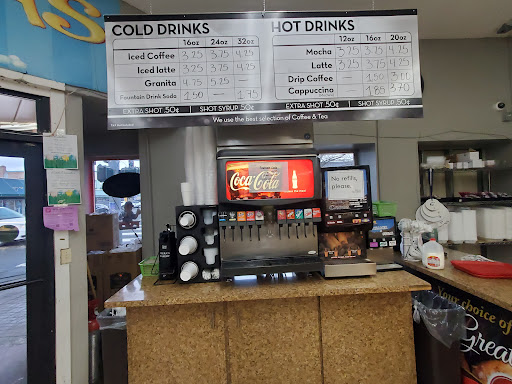 AS
COLD DRINKS
16oz 24oz 32oz
Iced Coffee 3.25 3.75 4.25
Iced latte 3.25 3.75 4.25
Granita 4.75 5.25 —
Fountain Drink Soda 1.50 — 1.75
EXTRA SHOT .50¢ SHOT SYRUP .50¢
HOT DRINKS
12oz 16oz 20oz
Mocha 3.25 3.75 4.25
Latte 3.25 3.75 4.25
Drip Coffee — 1.50
Cappuccino — 1.85 3.70
EXTRA SHOT .50¢ SHOT SYRUP .50¢
We use the best selection of Coffee & Tea
Coca-Cola
No refills,
please.
Your choice of
Great